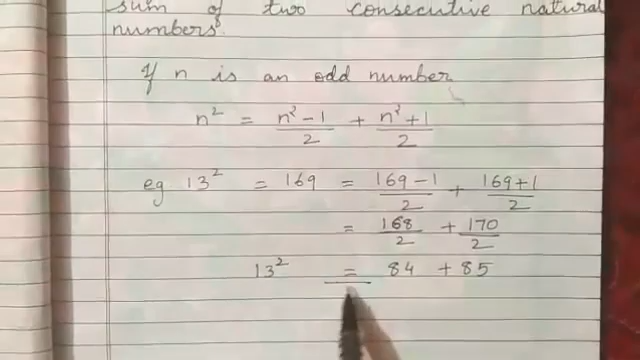 sum of two consecutive natural
numbers.
If n is an odd number
n² = n²-1/2 + n²+1/2
eg 13² = 169 = 169-1/2 + 169+1/2
= 168/2 + 170/2
13² = 84 + 85